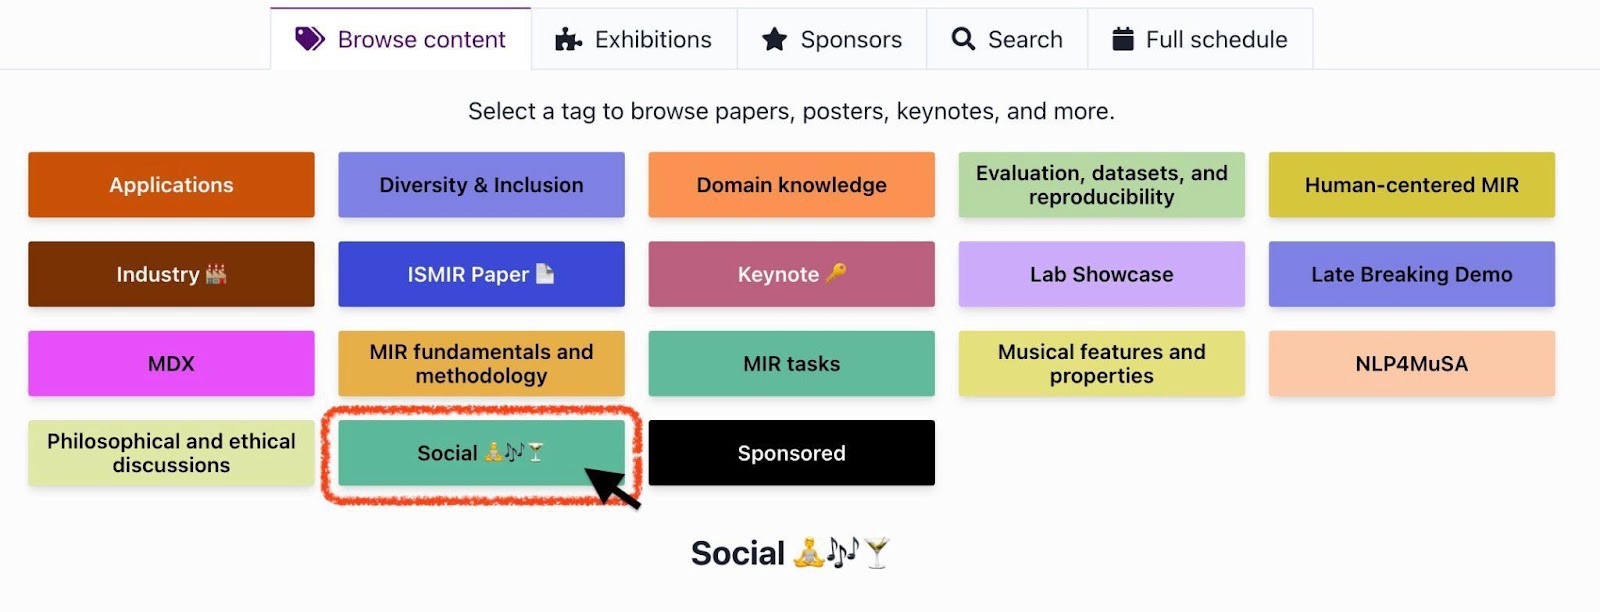 Browse content
Exhibitions
Sponsors
Search
Full schedule
Select a tag to browse papers, posters, keynotes, and more.
Applications
Diversity & Inclusion
Domain knowledge
Evaluation, datasets, and
reproducibility
Human-centered MIR
Industry 🏭
ISMIR Paper 📄
Keynote 🔑
Lab Showcase
Late Breaking Demo
MDX
MIR fundamentals and
methodology
MIR tasks
Musical features and
properties
NLP4MuSA
Philosophical and ethical
discussions
Social 🧘🎶🍸
Sponsored
Social 🧘🎶🍸